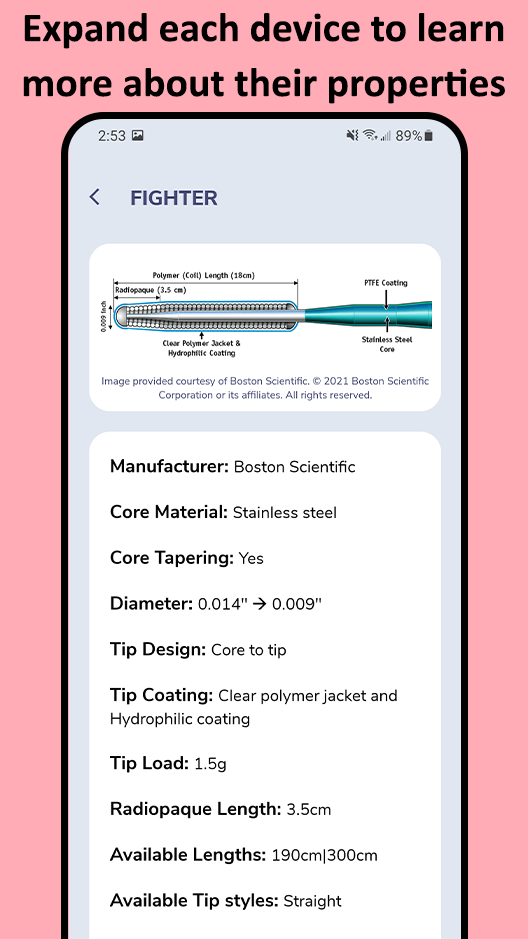 Expand each device to learn
more about their properties
2:53
89%
FIGHTER
Polymer (Coil) Length (18cm)
Radiopaque (3.5 cm)
PTFE Coating
0.009 inch
Clear Polymer Jacket &
Hydrophilic Coating
Stainless Steel
Core
Image provided courtesy of Boston Scientific. © 2021 Boston Scientific
Corporation or its affiliates. All rights reserved.
Manufacturer: Boston Scientific
Core Material: Stainless steel
Core Tapering: Yes
Diameter: 0.014" → 0.009"
Tip Design: Core to tip
Tip Coating: Clear polymer jacket and
Hydrophilic coating
Tip Load: 1.5g
Radiopaque Length: 3.5cm
Available Lengths: 190cm|300cm
Available Tip styles: Straight